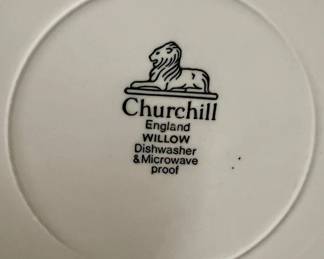 Churchill
England
WILLOW
Dishwasher
& Microwave
proof